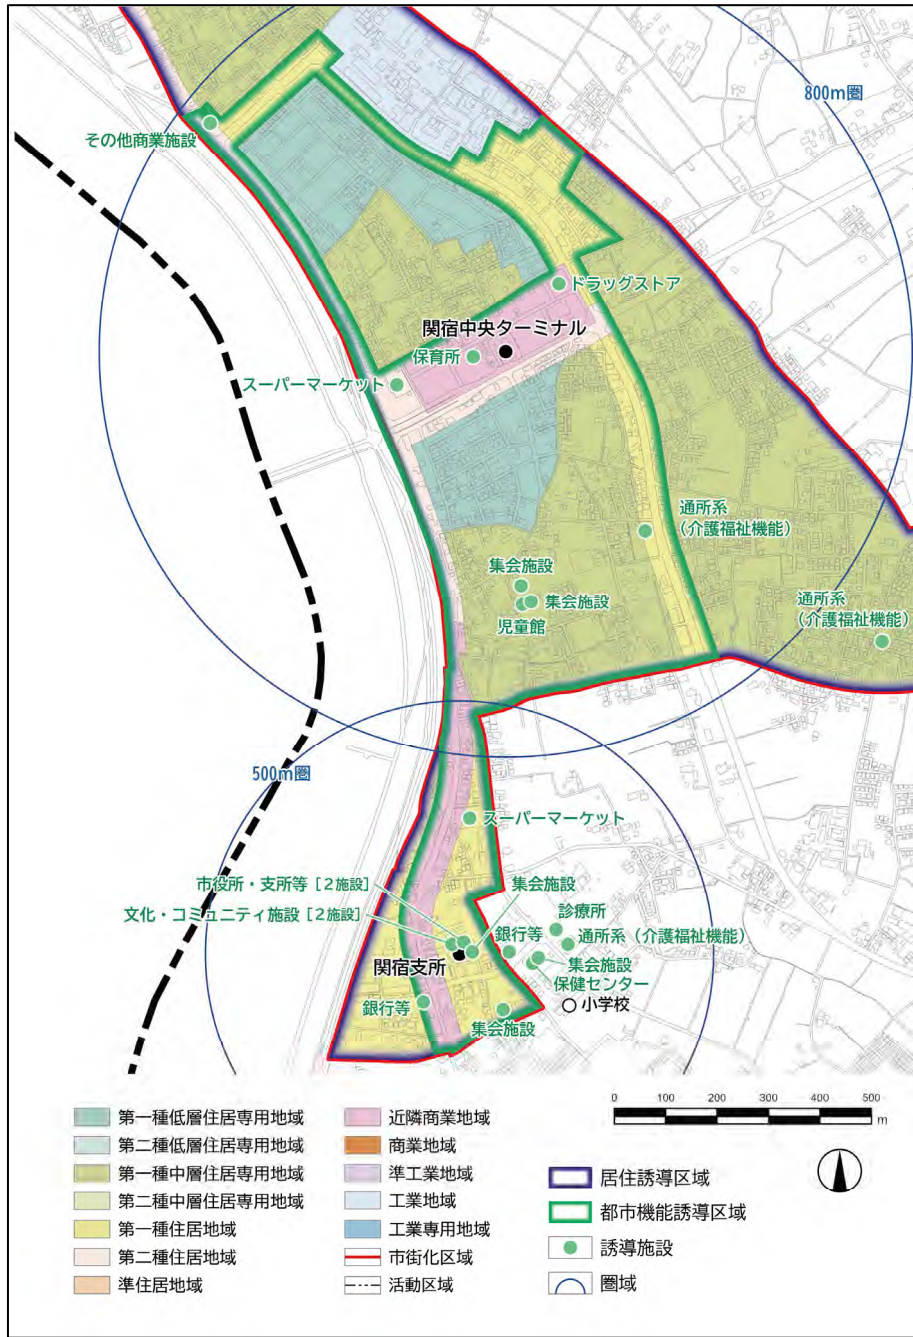 800m圏
その他商業施設
ドラッグストア
関宿中央ターミナル
保育所
スーパーマーケット
通所系
(介護福祉機能)
集会施設
集会施設
児童館
通所系
(介護福祉機能)
500m圏
スーパーマーケット
市役所・支所等［2施設］
集会施設
文化・コミュニティ施設［2施設］
診療所
銀行等
通所系(介護福祉機能)
関宿支所
集会施設
保健センター
銀行等
集会施設
小学校
0 100 200 300 400 500
m
第一種低層住居専用地域
第二種低層住居専用地域
第一種中層住居専用地域
第二種中層住居専用地域
第一種住居地域
第二種住居地域
準住居地域
近隣商業地域
商業地域
準工業地域
工業地域
工業専用地域
市街化区域
活動区域
居住誘導区域
都市機能誘導区域
誘導施設
圏域